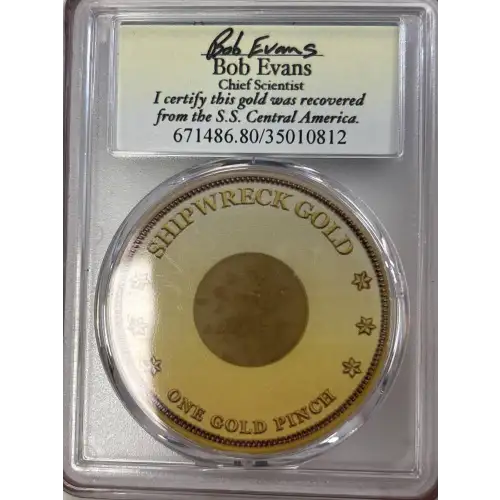 Bob Evans
Bob Evans
Chief Scientist
I certify this gold was recovered
from the S.S. Central America.
671486.80/35010812
SHIPWRECK GOLD
ONE GOLD PINCH